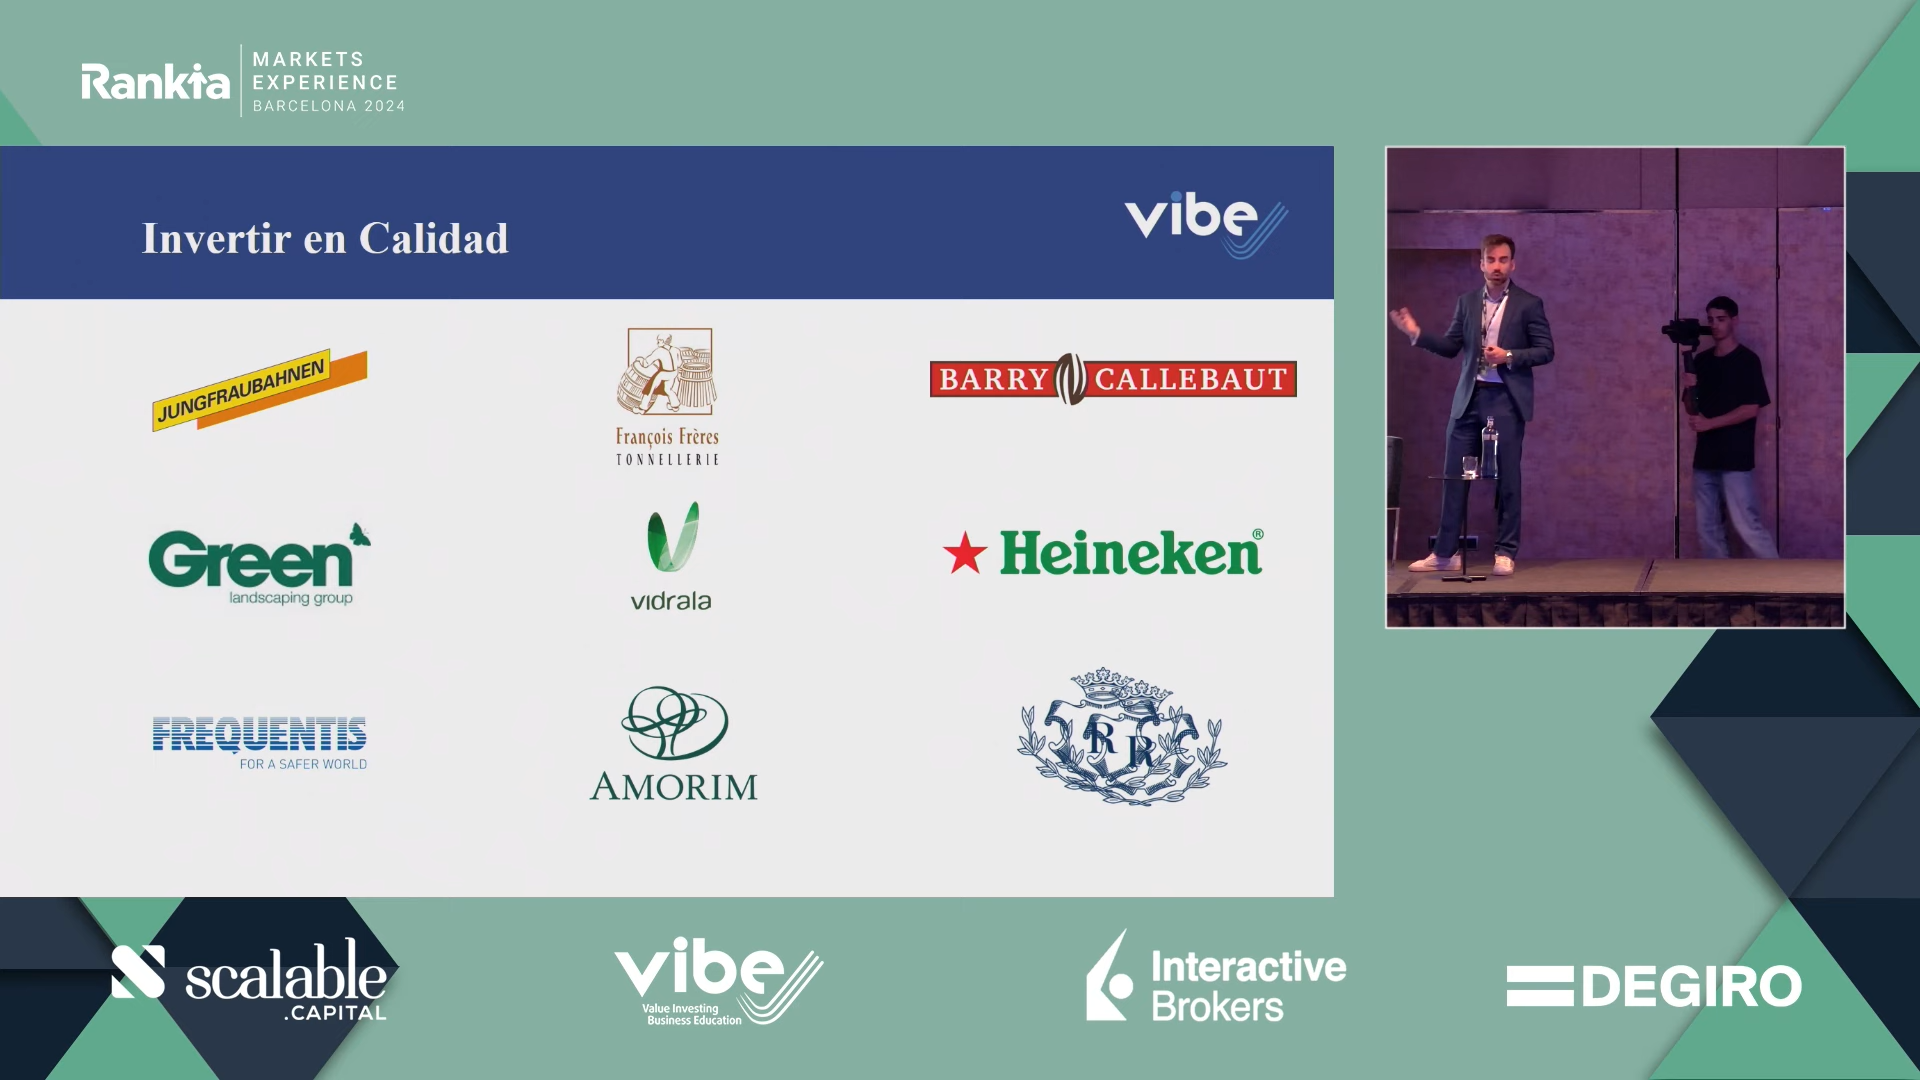 Rankia
MARKETS
EXPERIENCE
BARCELONA 2024
Invertir en Calidad
vibe
JUNGFRAUBAHNEN
François Frères
TONNELLERIE
BARRY CALLEBAUT
Green
landscaping group
vidrala
Heineken®
FREQUENTIS
FOR A SAFER WORLD
AMORIM
R R
scalable
.CAPITAL
vibe
Value Investing
Business Education
Interactive
Brokers
DEGIRO